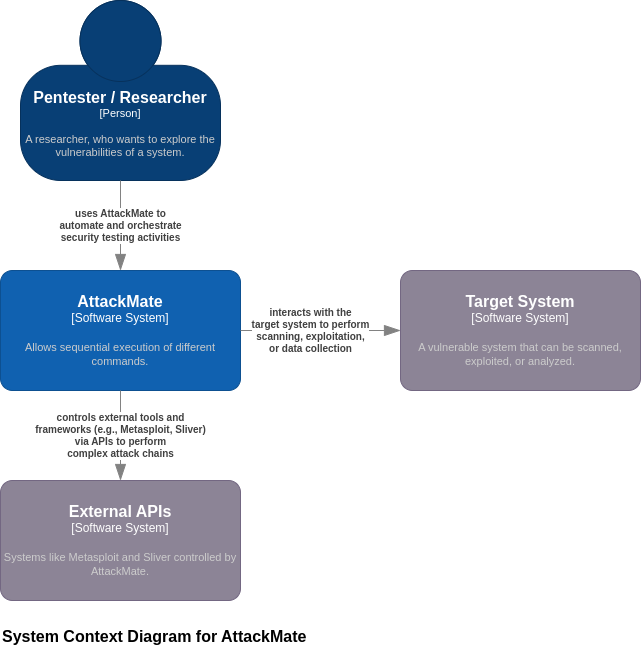 Pentester / Researcher
[Person]
A researcher, who wants to explore the
vulnerabilities of a system.
uses AttackMate to
automate and orchestrate
security testing activities
AttackMate
[Software System]
Allows sequential execution of different
commands.
interacts with the
target system to perform
scanning, exploitation,
or data collection
Target System
[Software System]
A vulnerable system that can be scanned,
exploited, or analyzed.
controls external tools and
frameworks (e.g., Metasploit, Sliver)
via APIs to perform
complex attack chains
External APIs
[Software System]
Systems like Metasploit and Sliver controlled by
AttackMate.
System Context Diagram for AttackMate